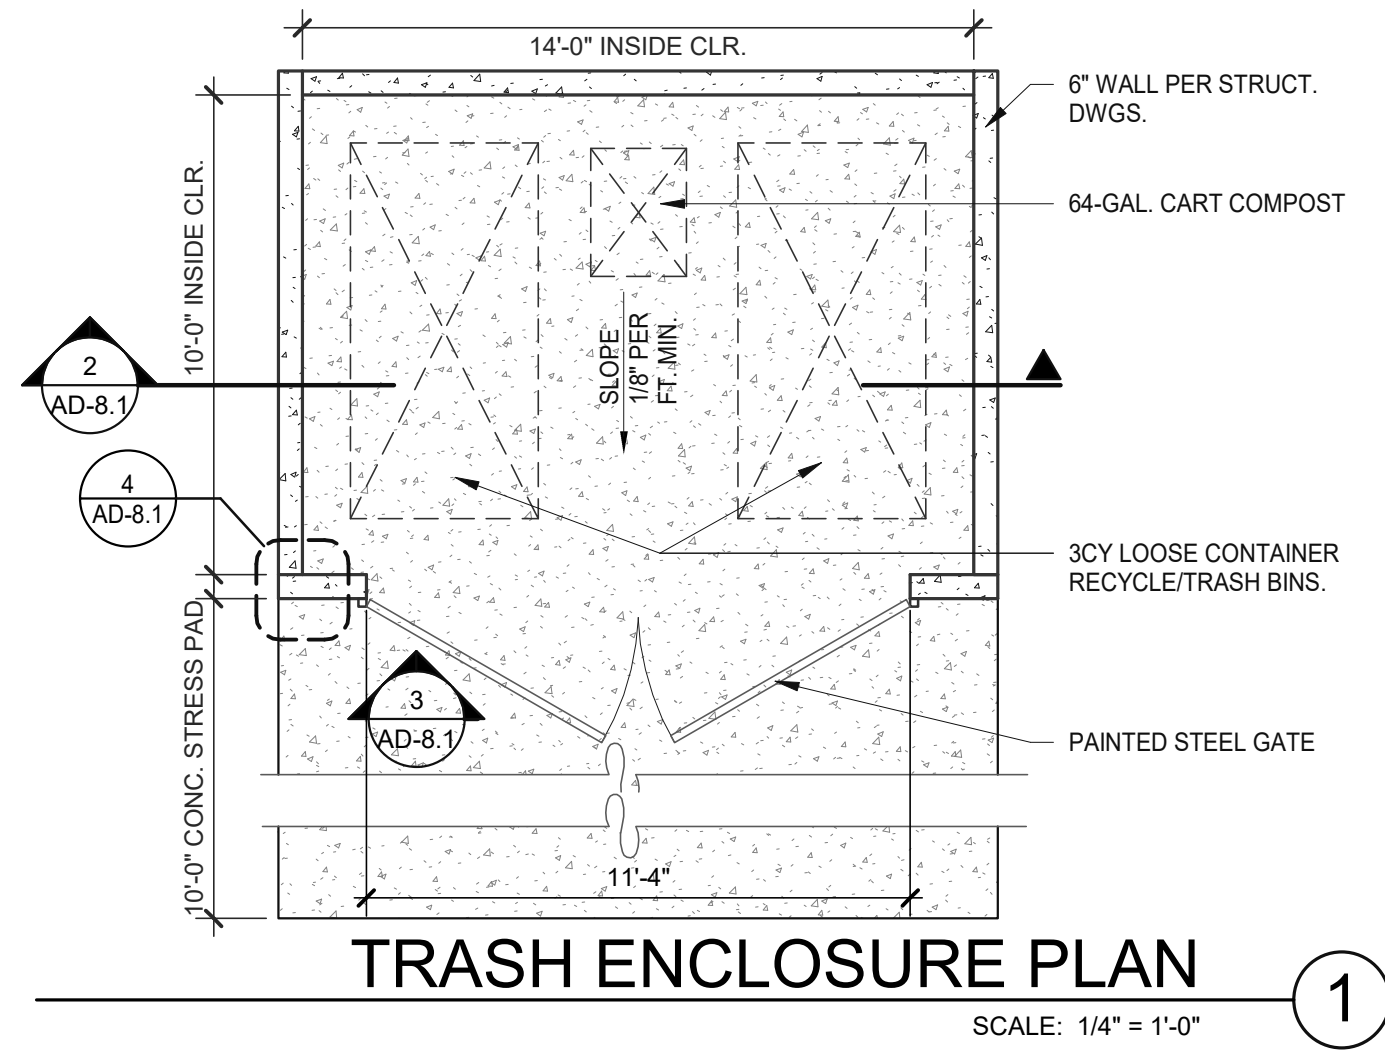 14'-0" INSIDE CLR.
6" WALL PER STRUCT.
DWGS.
10'-0" INSIDE CLR.
64-GAL. CART COMPOST
SLOPE
1/8" PER
FT. MIN.
2
AD-8.1
4
AD-8.1
3CY LOOSE CONTAINER
RECYCLE/TRASH BINS.
10'-0" CONC. STRESS PAD
3
AD-8.1
PAINTED STEEL GATE
11'-4"
TRASH ENCLOSURE PLAN
1
SCALE: 1/4" = 1'-0"